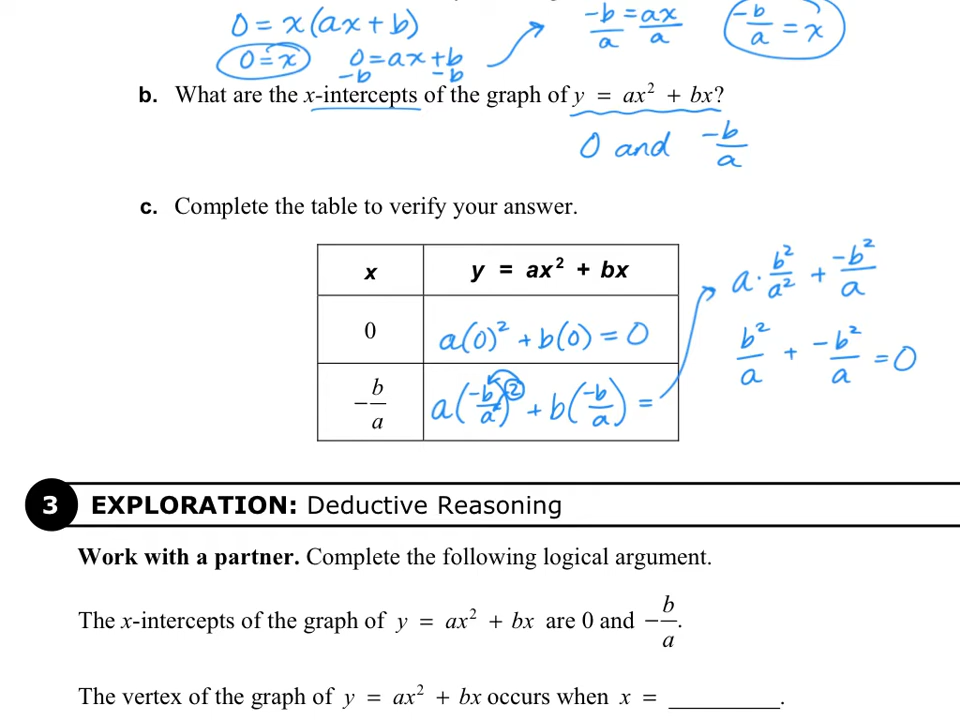 0 = x(ax + b)
-b/a = ax/a
-b/a = x
0 = x
0 = ax + b
-b -b
b. What are the x-intercepts of the graph of y = ax² + bx?
0 and -b/a
c. Complete the table to verify your answer.
x y = ax² + bx
0 a(0)² + b(0) = 0
-b/a a(-b/a)² + b(-b/a) =
a · b²/a² + -b²/a
b²/a + -b²/a = 0
3 EXPLORATION: Deductive Reasoning
Work with a partner. Complete the following logical argument.
The x-intercepts of the graph of y = ax² + bx are 0 and -b/a.
The vertex of the graph of y = ax² + bx occurs when x = ________.